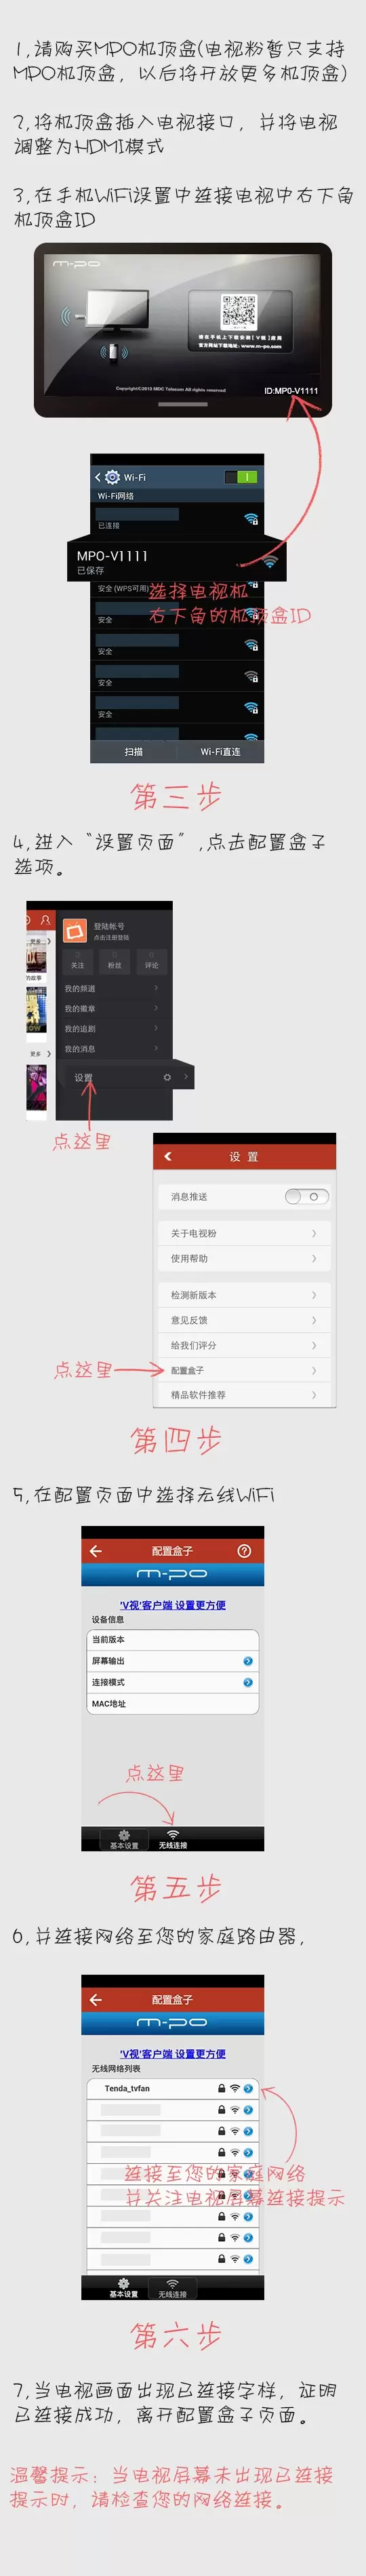 1,请购买MPO机顶盒(电视粉暂只支持
MPO机顶盒，以后将开放更多机顶盒)
2,将机顶盒插入电视接口，并将电视
调整为HDMI模式
3,在手机WiFi设置中连接电视中右下角
机顶盒ID
m-po
请在手机上下载安装【V视】应用
官方网站下载地址: www.m-po.com
Copyright©2013 MDC Telecom All rights reserved.
ID:MP0-V1111
Wi-Fi
Wi-Fi网络
已连接
MPO-V1111
已保存
安全 (WPS可用)
选择电视机
右下角的机顶盒ID
安全
安全
安全
安全
安全
扫描
Wi-Fi直连
第三步
4,进入“设置页面”,点击配置盒子
选项。
登陆帐号
点击注册登陆
更多
关注
粉丝
评论
的故事
我的频道
我的徽章
我的追剧
更多
我的消息
设置
点这里
设 置
消息推送
关于电视粉
使用帮助
检测新版本
意见反馈
给我们评分
点这里
配置盒子
精品软件推荐
第四步
5,在配置页面中选择无线WiFi
配置盒子
m-po
'V视'客户端 设置更方便
设备信息
当前版本
屏幕输出
连接模式
MAC地址
点这里
基本设置
无线连接
第五步
6,并连接网络至您的家庭路由器,
配置盒子
m-po
'V视'客户端 设置更方便
无线网络列表
Tenda_tvfan
连接至您的家庭网络
并关注电视屏幕连接提示
基本设置
无线连接
第六步
7,当电视画面出现已连接字样，证明
已连接成功，离开配置盒子页面。
温馨提示：当电视屏幕未出现已连接
提示时，请检查您的网络连接。